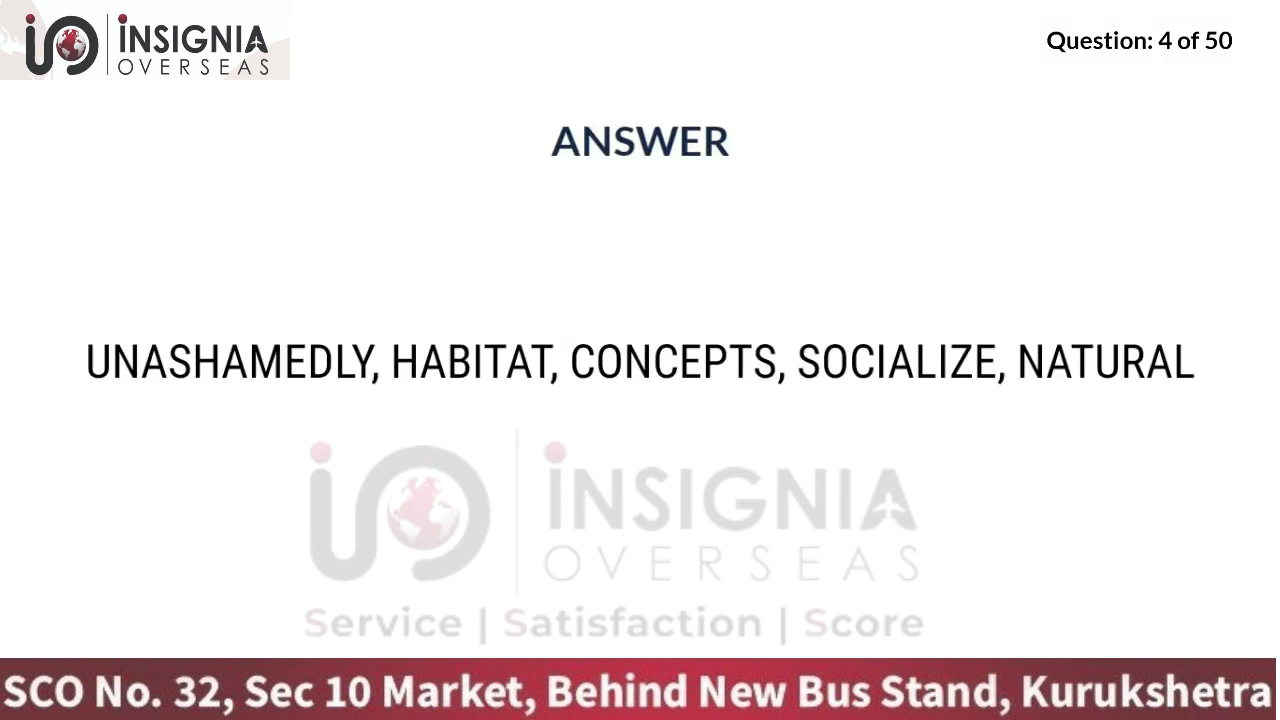 INSIGNIA
OVERSEAS
Question: 4 of 50
ANSWER
UNASHAMEDLY, HABITAT, CONCEPTS, SOCIALIZE, NATURAL
INSIGNIA
OVERSEAS
Service | Satisfaction | Score
SCO No. 32, Sec 10 Market, Behind New Bus Stand, Kurukshetra